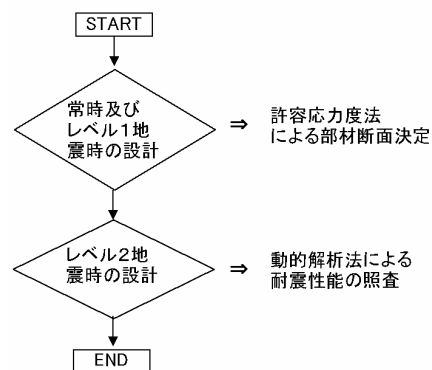 START
常時及び
レベル1地
震時の設計
⇒
許容応力度法
による部材断面決定
レベル2地
震時の設計
⇒
動的解析法による
耐震性能の照査
END